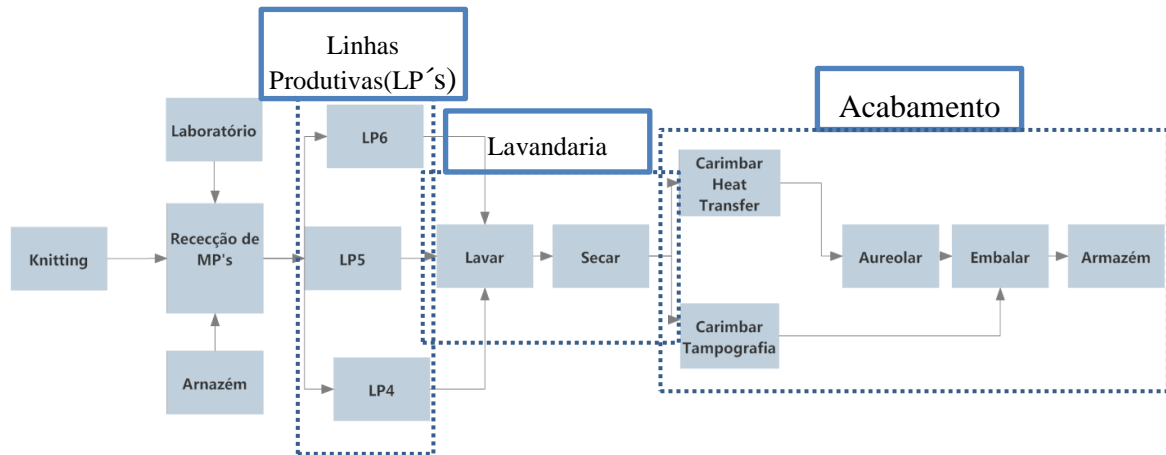 Linhas
Produtivas(LP´s)
Acabamento
Lavandaria
Laboratório
LP6
Carimbar
Heat
Transfer
Knitting
Rececção de
MP's
LP5
Lavar
Secar
Aureolar
Embalar
Armazém
Carimbar
Tampografia
Arnazém
LP4